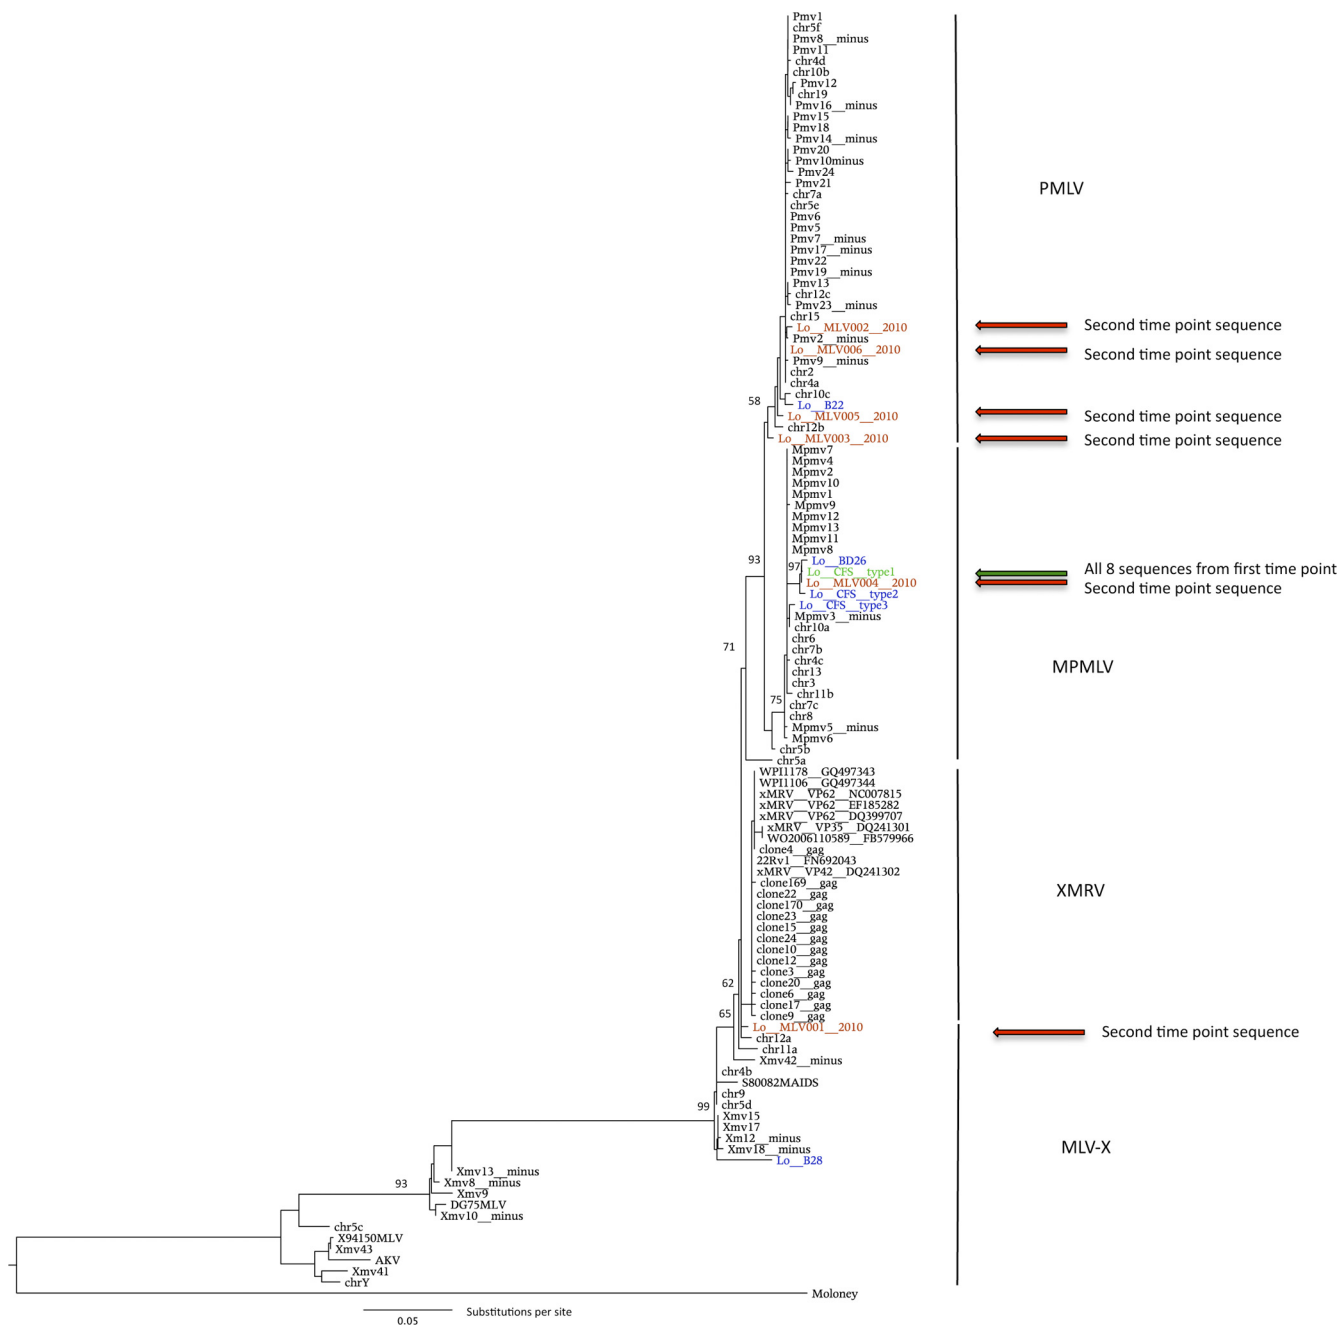 Pmv1
chr5f
Pmv8__minus
Pmv11
chr4d
chr10b
Pmv12
chr19
Pmv16__minus
Pmv15
Pmv18
Pmv14__minus
Pmv20
Pmv10minus
Pmv24
Pmv21
chr7a
PMLV
chr5e
Pmv6
Pmv5
Pmv7__minus
Pmv17__minus
Pmv22
Pmv19__minus
Pmv13
chr12c
Pmv23__minus
chr15
Lo__MLV002__2010 Second time point sequence
Pmv2__minus
Lo__MLV006__2010 Second time point sequence
Pmv9__minus
chr2
chr4a
chr10c
58 Lo__B22
Lo__MLV005__2010 Second time point sequence
chr12b
Lo__MLV003__2010 Second time point sequence
Mpmv7
Mpmv4
Mpmv2
Mpmv10
Mpmv1
Mpmv9
Mpmv12
Mpmv13
Mpmv11
Mpmv8
93 Lo__BD26
97 Lo__CFS__type1 All 8 sequences from first time point
Lo__MLV004__2010 Second time point sequence
Lo__CFS__type2
Lo__CFS__type3
Mpmv3__minus
chr10a
chr6
71 chr7b
chr4c
MPMLV
chr13
chr3
chr11b
75 chr7c
chr8
Mpmv5__minus
Mpmv6
chr5b
chr5a
WPI1178__GQ497343
WPI1106__GQ497344
xMRV__VP62__NC007815
xMRV__VP62__EF185282
xMRV__VP62__DQ399707
xMRV__VP35__DQ241301
WO2006110589__FB579966
clone4__gag
22Rv1__FN692043
xMRV__VP42__DQ241302
clone169__gag
XMRV
clone22__gag
clone170__gag
clone23__gag
clone15__gag
clone24__gag
clone10__gag
clone12__gag
clone3__gag
62 clone20__gag
clone6__gag
clone17__gag
65 clone9__gag
Lo__MLV001__2010 Second time point sequence
chr12a
chr11a
Xmv42__minus
chr4b
S80082MAIDS
chr9
99 chr5d
Xmv15
Xmv17
Xm12__minus
Xmv18__minus
MLV-X
Lo__B28
Xmv13__minus
93 Xmv8__minus
Xmv9
DG75MLV
Xmv10__minus
chr5c
X94150MLV
Xmv43
AKV
Xmv41
chrY
Moloney
Substitutions per site
0.05